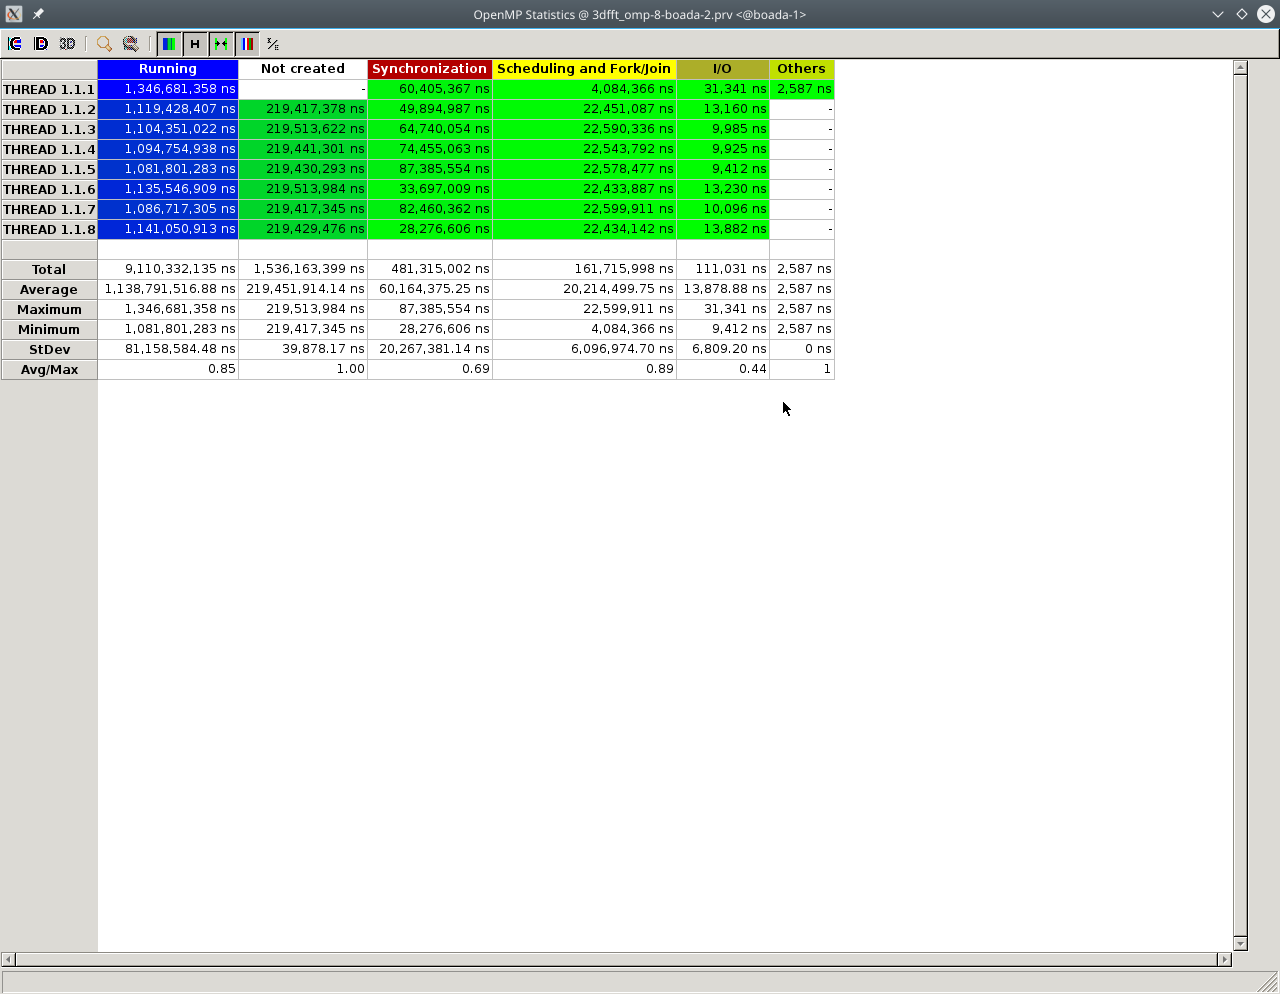 OpenMP Statistics @ 3dfft_omp-8-boada-2.prv <@boada-1>
3D
Running Not created Synchronization Scheduling and Fork/Join I/O Others
THREAD 1.1.1 1,346,681,358 ns - 60,405,367 ns 4,084,366 ns 31,341 ns 2,587 ns
THREAD 1.1.2 1,119,428,407 ns 219,417,378 ns 49,894,987 ns 22,451,087 ns 13,160 ns -
THREAD 1.1.3 1,104,351,022 ns 219,513,622 ns 64,740,054 ns 22,590,336 ns 9,985 ns -
THREAD 1.1.4 1,094,754,938 ns 219,441,301 ns 74,455,063 ns 22,543,792 ns 9,925 ns -
THREAD 1.1.5 1,081,801,283 ns 219,430,293 ns 87,385,554 ns 22,578,477 ns 9,412 ns -
THREAD 1.1.6 1,135,546,909 ns 219,513,984 ns 33,697,009 ns 22,433,887 ns 13,230 ns -
THREAD 1.1.7 1,086,717,305 ns 219,417,345 ns 82,460,362 ns 22,599,911 ns 10,096 ns -
THREAD 1.1.8 1,141,050,913 ns 219,429,476 ns 28,276,606 ns 22,434,142 ns 13,882 ns -
Total 9,110,332,135 ns 1,536,163,399 ns 481,315,002 ns 161,715,998 ns 111,031 ns 2,587 ns
Average 1,138,791,516.88 ns 219,451,914.14 ns 60,164,375.25 ns 20,214,499.75 ns 13,878.88 ns 2,587 ns
Maximum 1,346,681,358 ns 219,513,984 ns 87,385,554 ns 22,599,911 ns 31,341 ns 2,587 ns
Minimum 1,081,801,283 ns 219,417,345 ns 28,276,606 ns 4,084,366 ns 9,412 ns 2,587 ns
StDev 81,158,584.48 ns 39,878.17 ns 20,267,381.14 ns 6,096,974.70 ns 6,809.20 ns 0 ns
Avg/Max 0.85 1.00 0.69 0.89 0.44 1